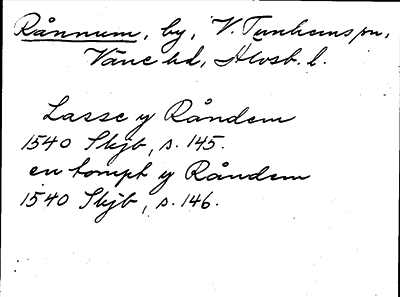 Rånnum, by, V. Tunhems sn,
Väne hd, Älvsb. l.
Lasse y Råndem
1540 Skjb, s. 145.
en tompt y Råndem
1540 Skjb, s. 146.